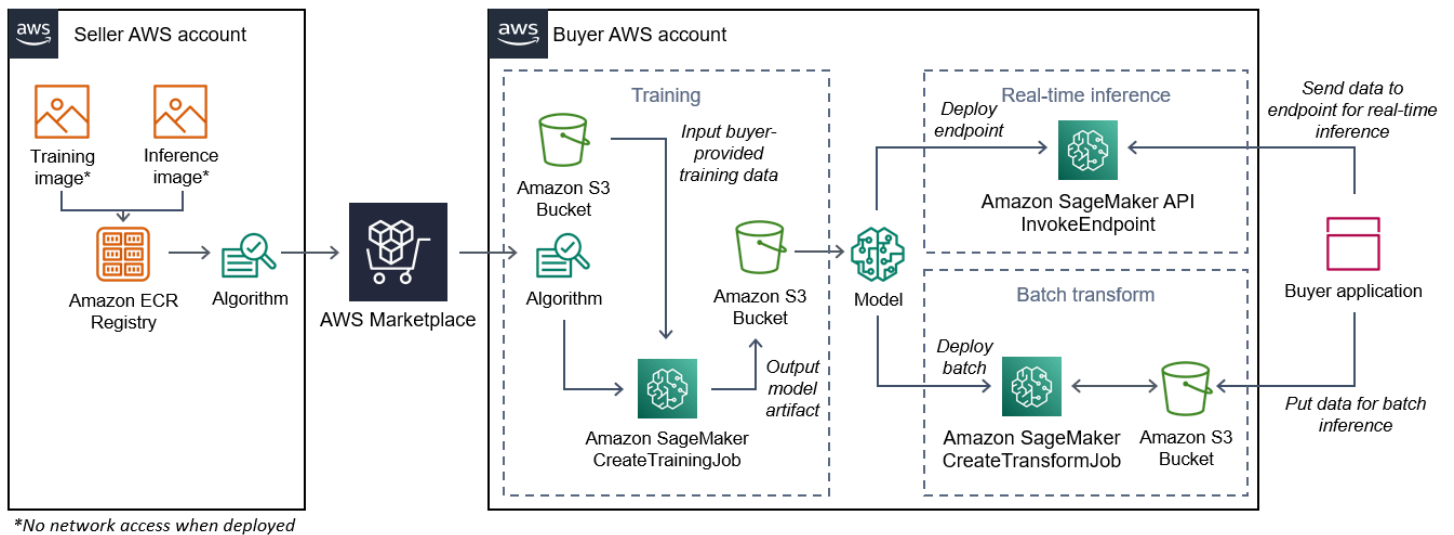 aws
Seller AWS account
Training
image*
Inference
image*
Amazon ECR
Registry
Algorithm
*No network access when deployed
AWS Marketplace
aws
Buyer AWS account
Training
Amazon S3
Bucket
Input buyer-
provided
training data
Algorithm
Amazon S3
Bucket
Output
model
artifact
Amazon SageMaker
CreateTrainingJob
Model
Real-time inference
Deploy
endpoint
Amazon SageMaker API
InvokeEndpoint
Batch transform
Deploy
batch
Amazon SageMaker
CreateTransformJob
Amazon S3
Bucket
Send data to
endpoint for real-time
inference
Buyer application
Put data for batch
inference